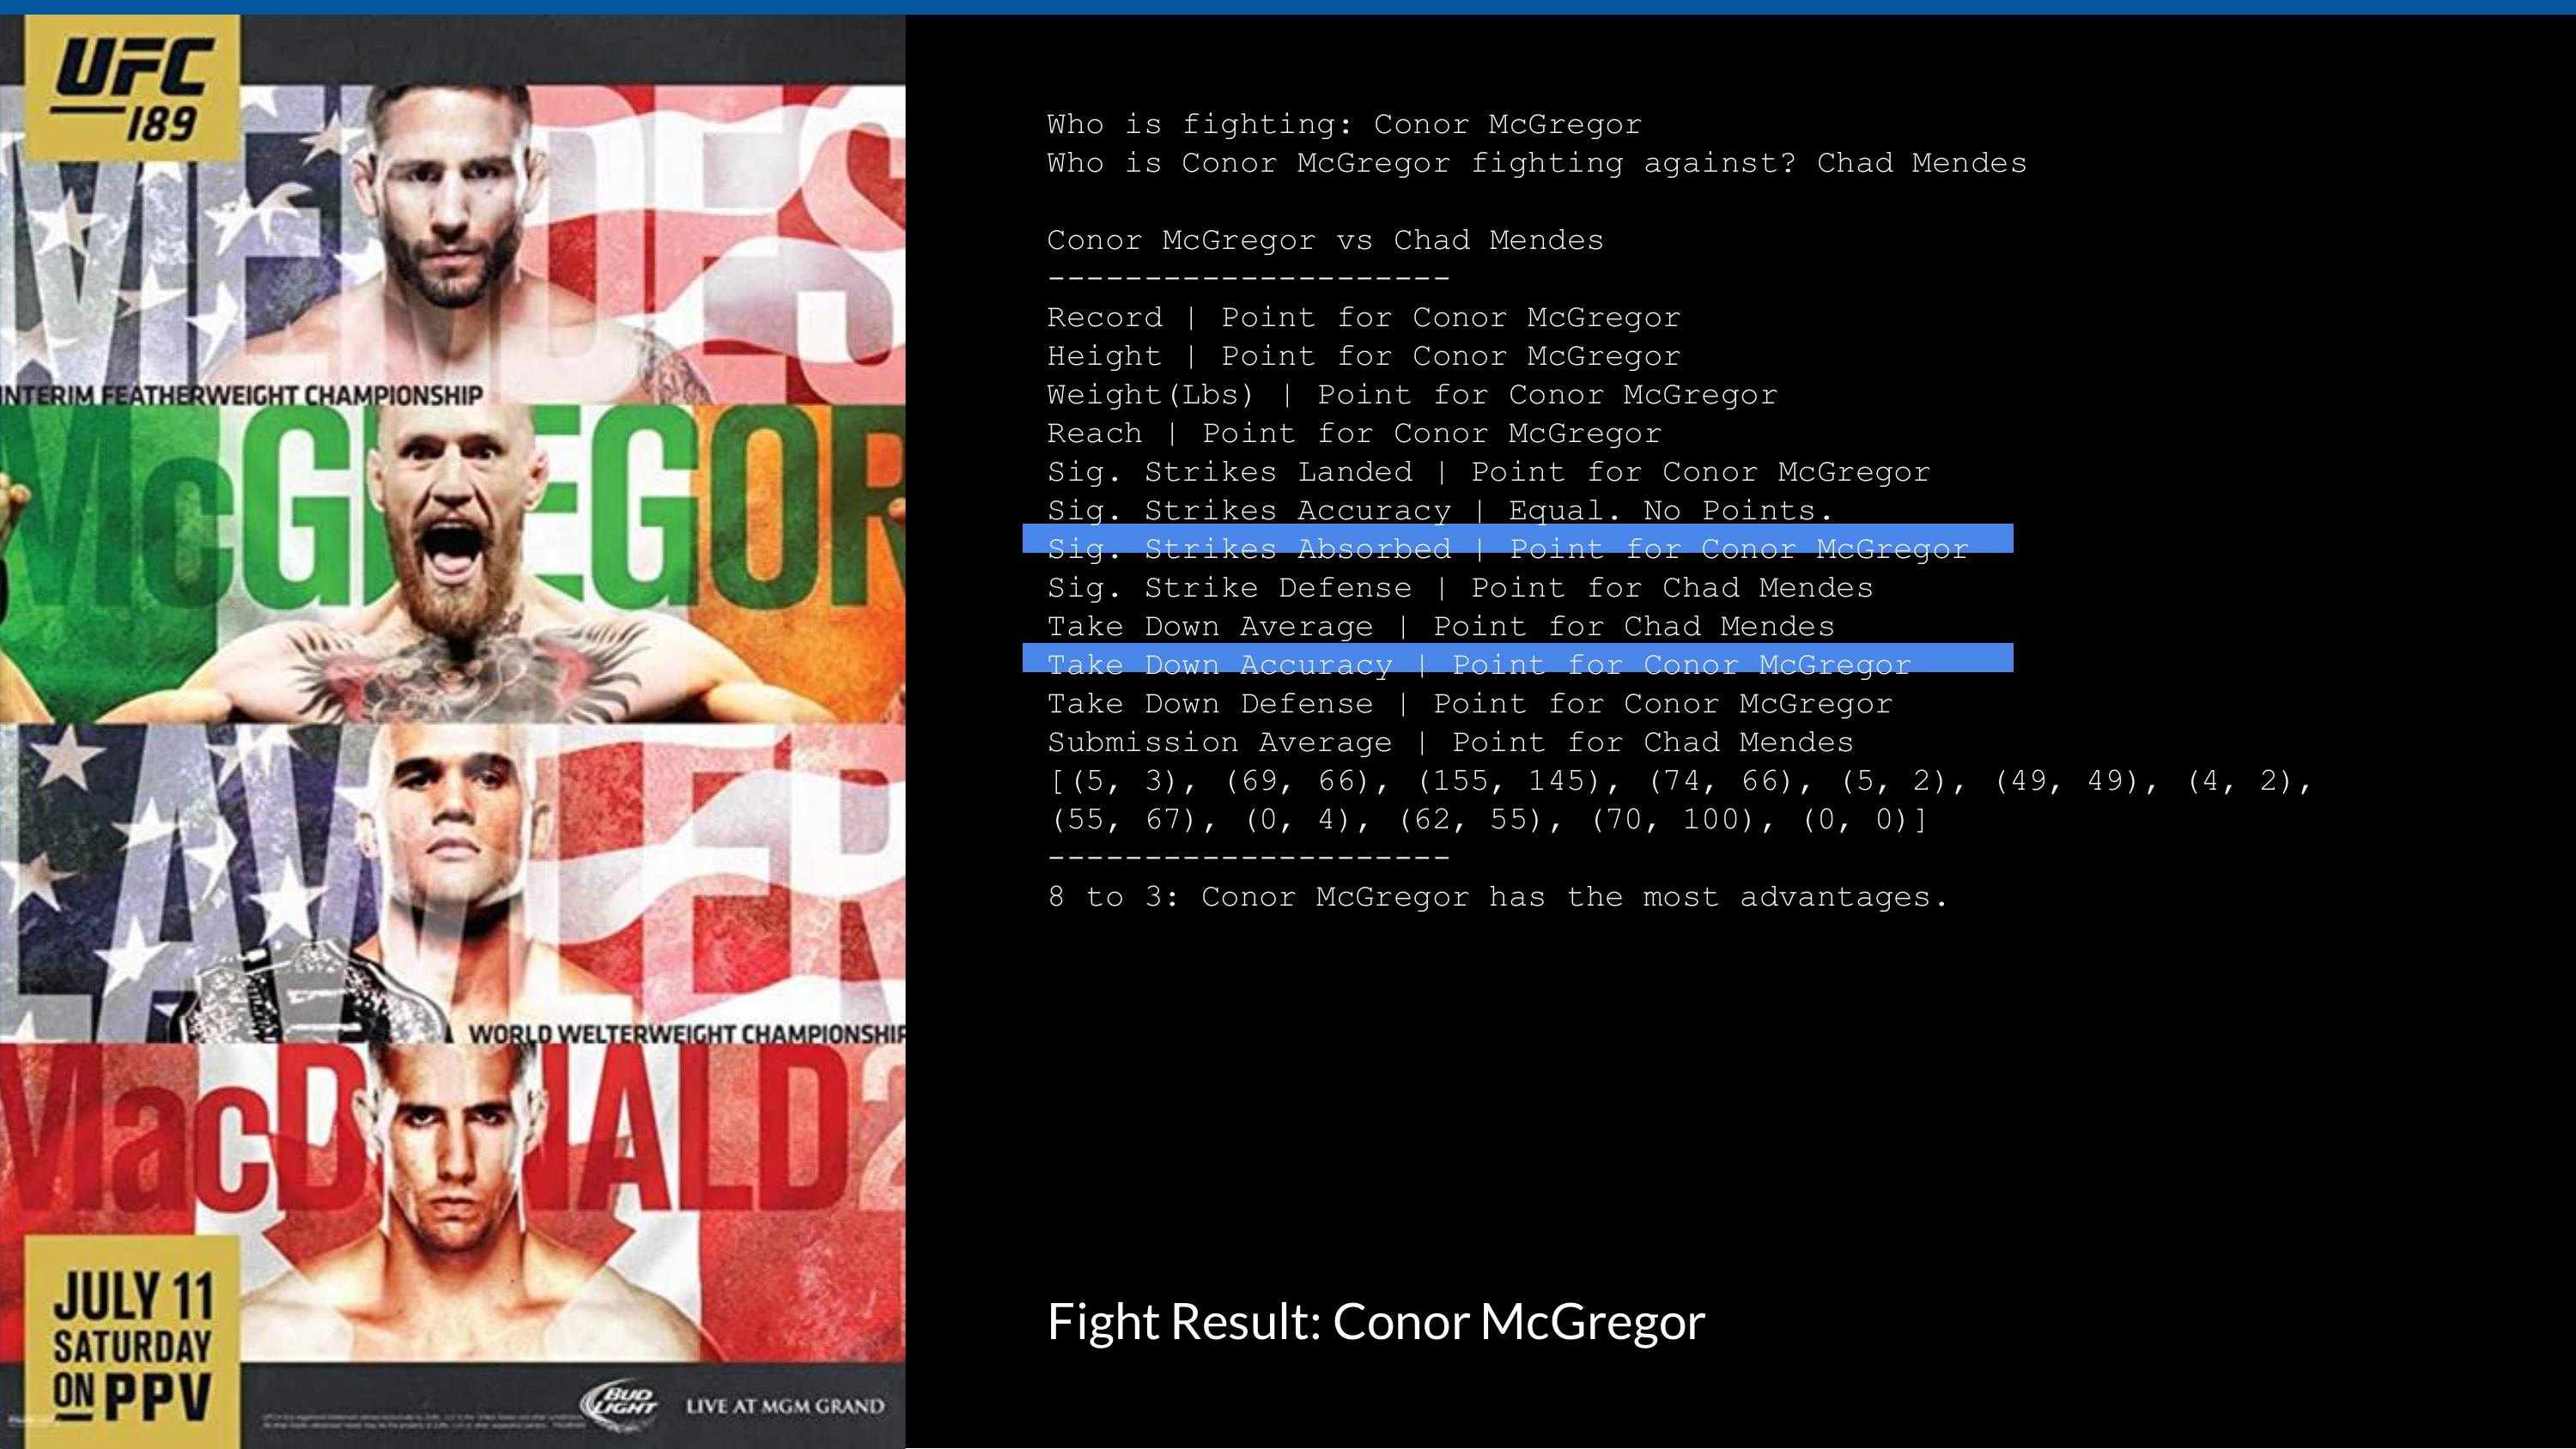 UFC
189
MENDES
INTERIM FEATHERWEIGHT CHAMPIONSHIP
McGREGOR
LAWLER
WORLD WELTERWEIGHT CHAMPIONSHIP
MacDONALD2
JULY 11
SATURDAY
ON PPV
BUD
LIGHT
LIVE AT MGM GRAND
Who is fighting: Conor McGregor
Who is Conor McGregor fighting against? Chad Mendes
Conor McGregor vs Chad Mendes
---------------------
Record | Point for Conor McGregor
Height | Point for Conor McGregor
Weight(Lbs) | Point for Conor McGregor
Reach | Point for Conor McGregor
Sig. Strikes Landed | Point for Conor McGregor
Sig. Strikes Accuracy | Equal. No Points.
Sig. Strikes Absorbed | Point for Conor McGregor
Sig. Strike Defense | Point for Chad Mendes
Take Down Average | Point for Chad Mendes
Take Down Accuracy | Point for Conor McGregor
Take Down Defense | Point for Conor McGregor
Submission Average | Point for Chad Mendes
[(5, 3), (69, 66), (155, 145), (74, 66), (5, 2), (49, 49), (4, 2),
(55, 67), (0, 4), (62, 55), (70, 100), (0, 0)]
---------------------
8 to 3: Conor McGregor has the most advantages.
Fight Result: Conor McGregor